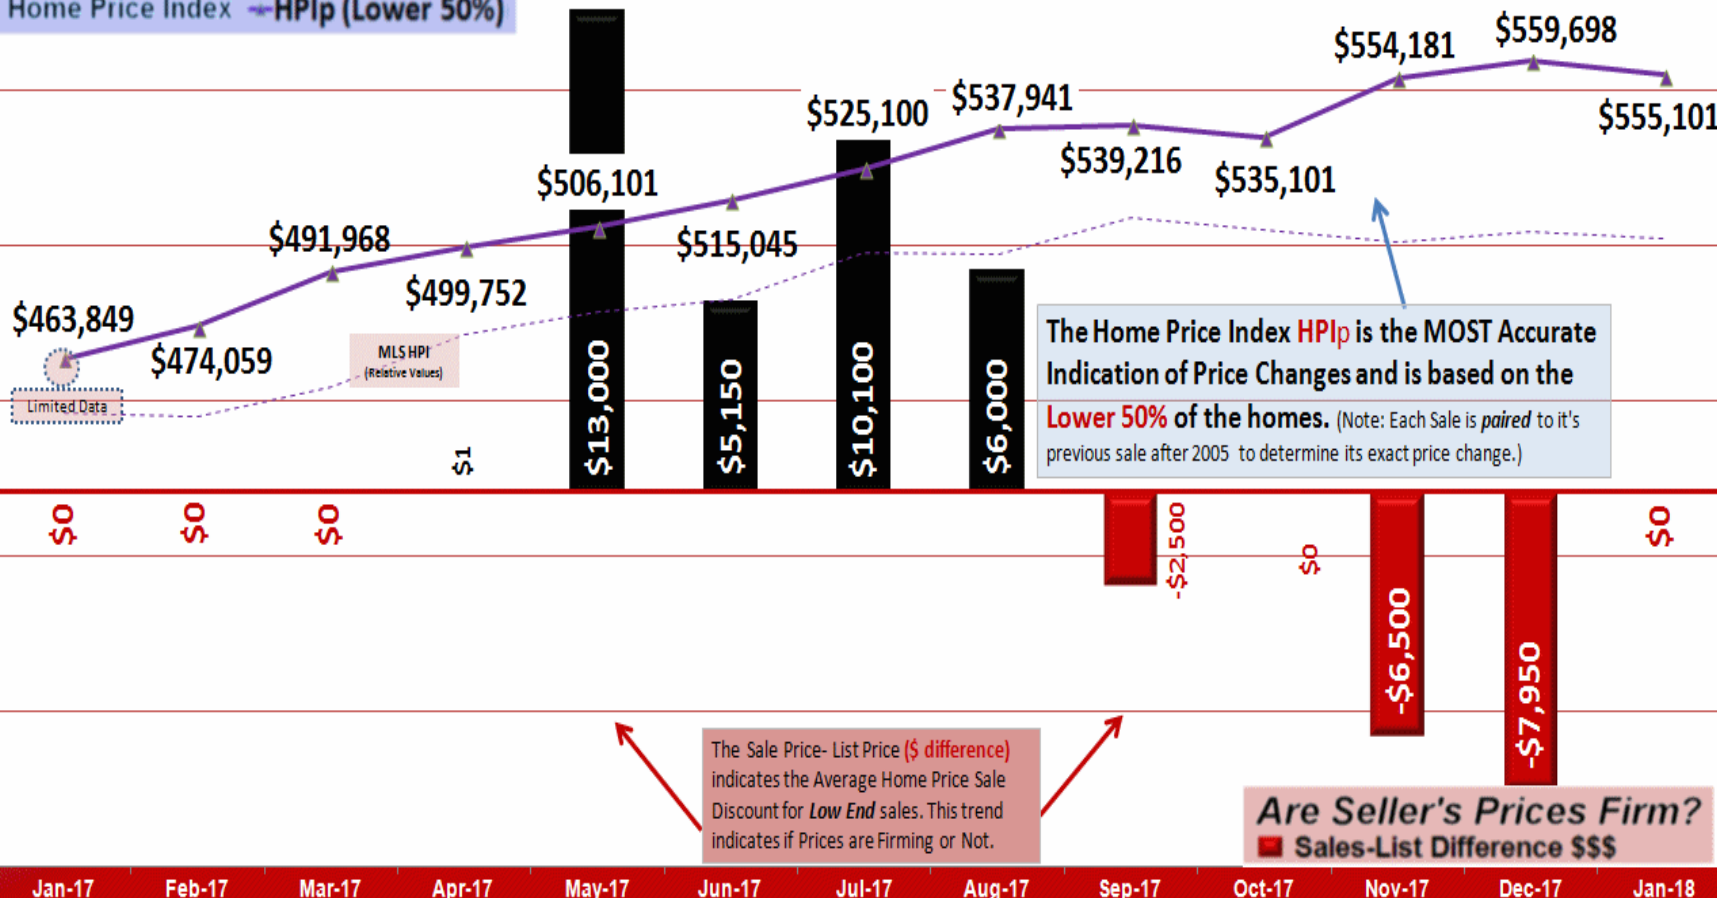 Home Price Index HPIp (Lower 50%)
$559,698
$554,181
$537,941
$525,100
$555,101
$539,216
$535,101
$506,101
$491,968
$515,045
$499,752
$463,849
$474,059
MLS HPI
(Relative Values)
Limited Data
The Home Price Index HPIp is the MOST Accurate
Indication of Price Changes and is based on the
Lower 50% of the homes. (Note: Each Sale is paired to it's
previous sale after 2005 to determine its exact price change.)
$0
$0
$0
$1
$13,000
$5,150
$10,100
$6,000
-$2,500
$0
-$6,500
-$7,950
$0
The Sale Price- List Price ($ difference)
indicates the Average Home Price Sale
Discount for Low End sales. This trend
indicates if Prices are Firming or Not.
Are Seller's Prices Firm?
Sales-List Difference $$$
Jan-17 Feb-17 Mar-17 Apr-17 May-17 Jun-17 Jul-17 Aug-17 Sep-17 Oct-17 Nov-17 Dec-17 Jan-18